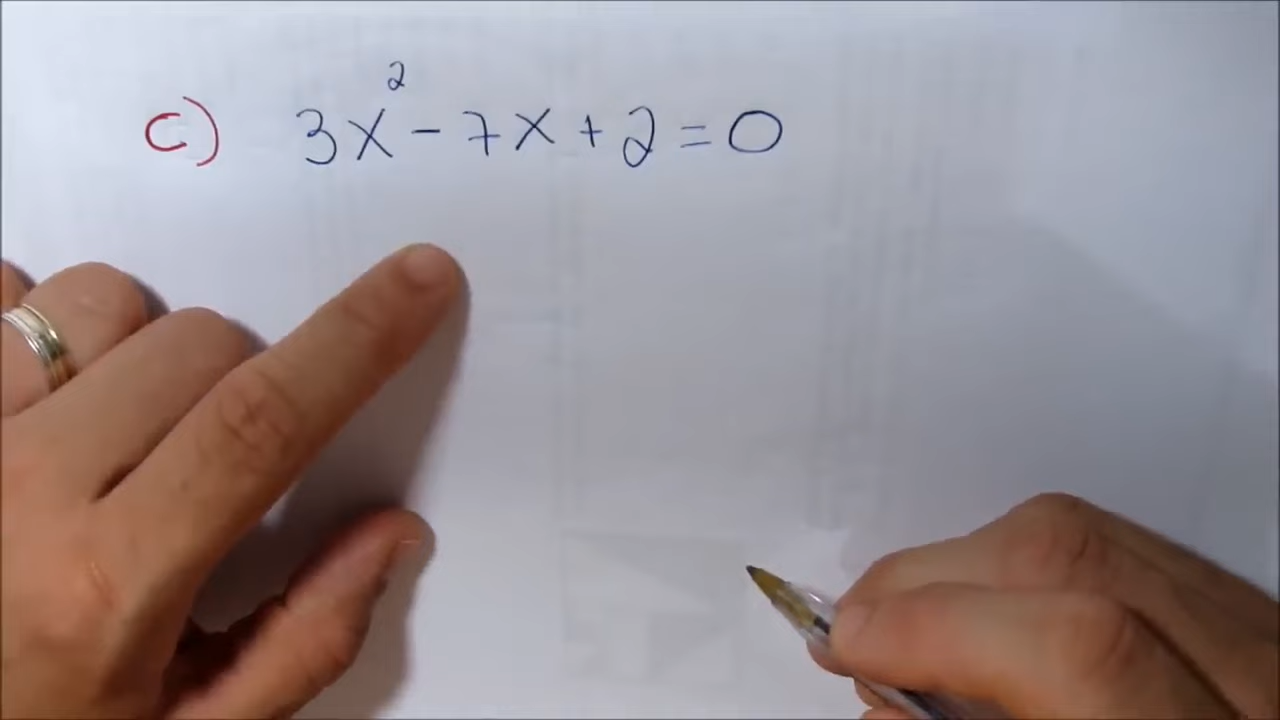 c) 3x² - 7x + 2 = 0